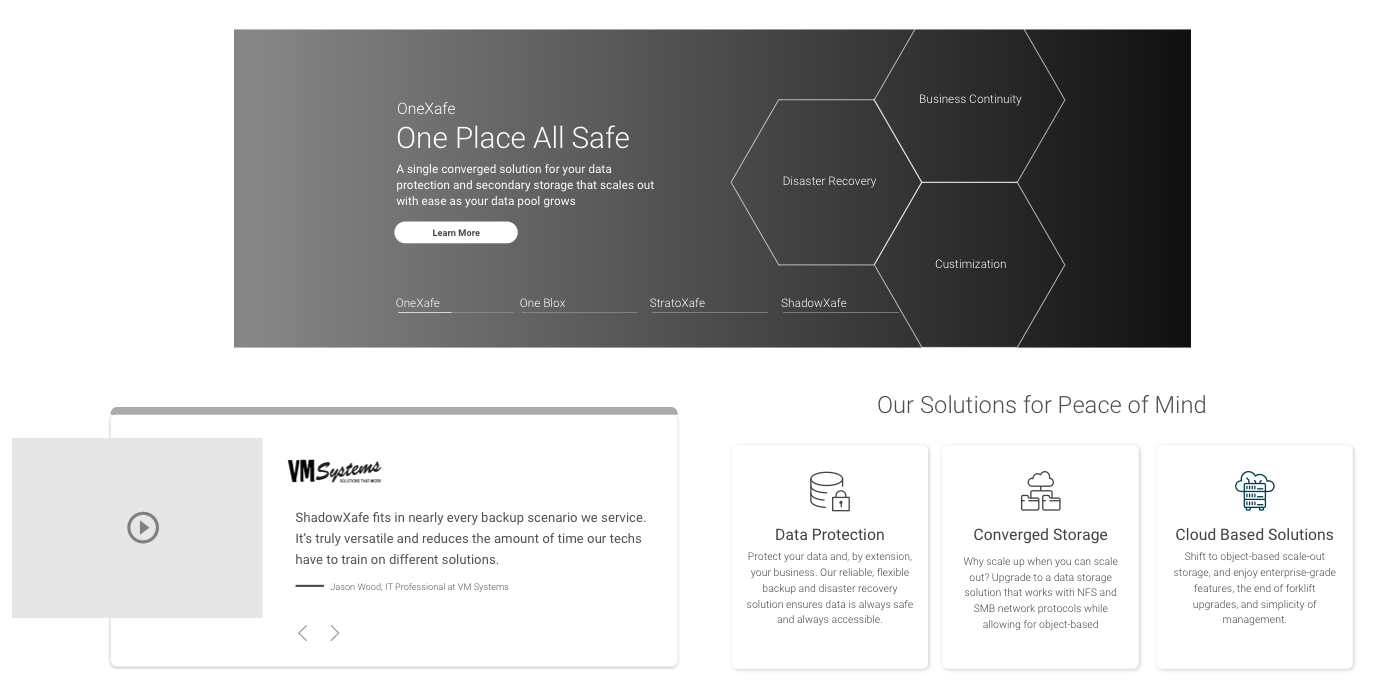 OneXafe
One Place All Safe
A single converged solution for your data
protection and secondary storage that scales out
with ease as your data pool grows
Learn More
OneXafe
One Blox
StratoXafe
ShadowXafe
Business Continuity
Disaster Recovery
Custimization
VM Systems
SOLUTIONS THAT WORK
ShadowXafe fits in nearly every backup scenario we service.
It's truly versatile and reduces the amount of time our techs
have to train on different solutions.
Jason Wood, IT Professional at VM Systems
Our Solutions for Peace of Mind
Data Protection
Protect your data and, by extension,
your business. Our reliable, flexible
backup and disaster recovery
solution ensures data is always safe
and always accessible.
Converged Storage
Why scale up when you can scale
out? Upgrade to a data storage
solution that works with NFS and
SMB network protocols while
allowing for object-based
Cloud Based Solutions
Shift to object-based scale-out
storage, and enjoy enterprise-grade
features, the end of forklift
upgrades, and simplicity of
management.